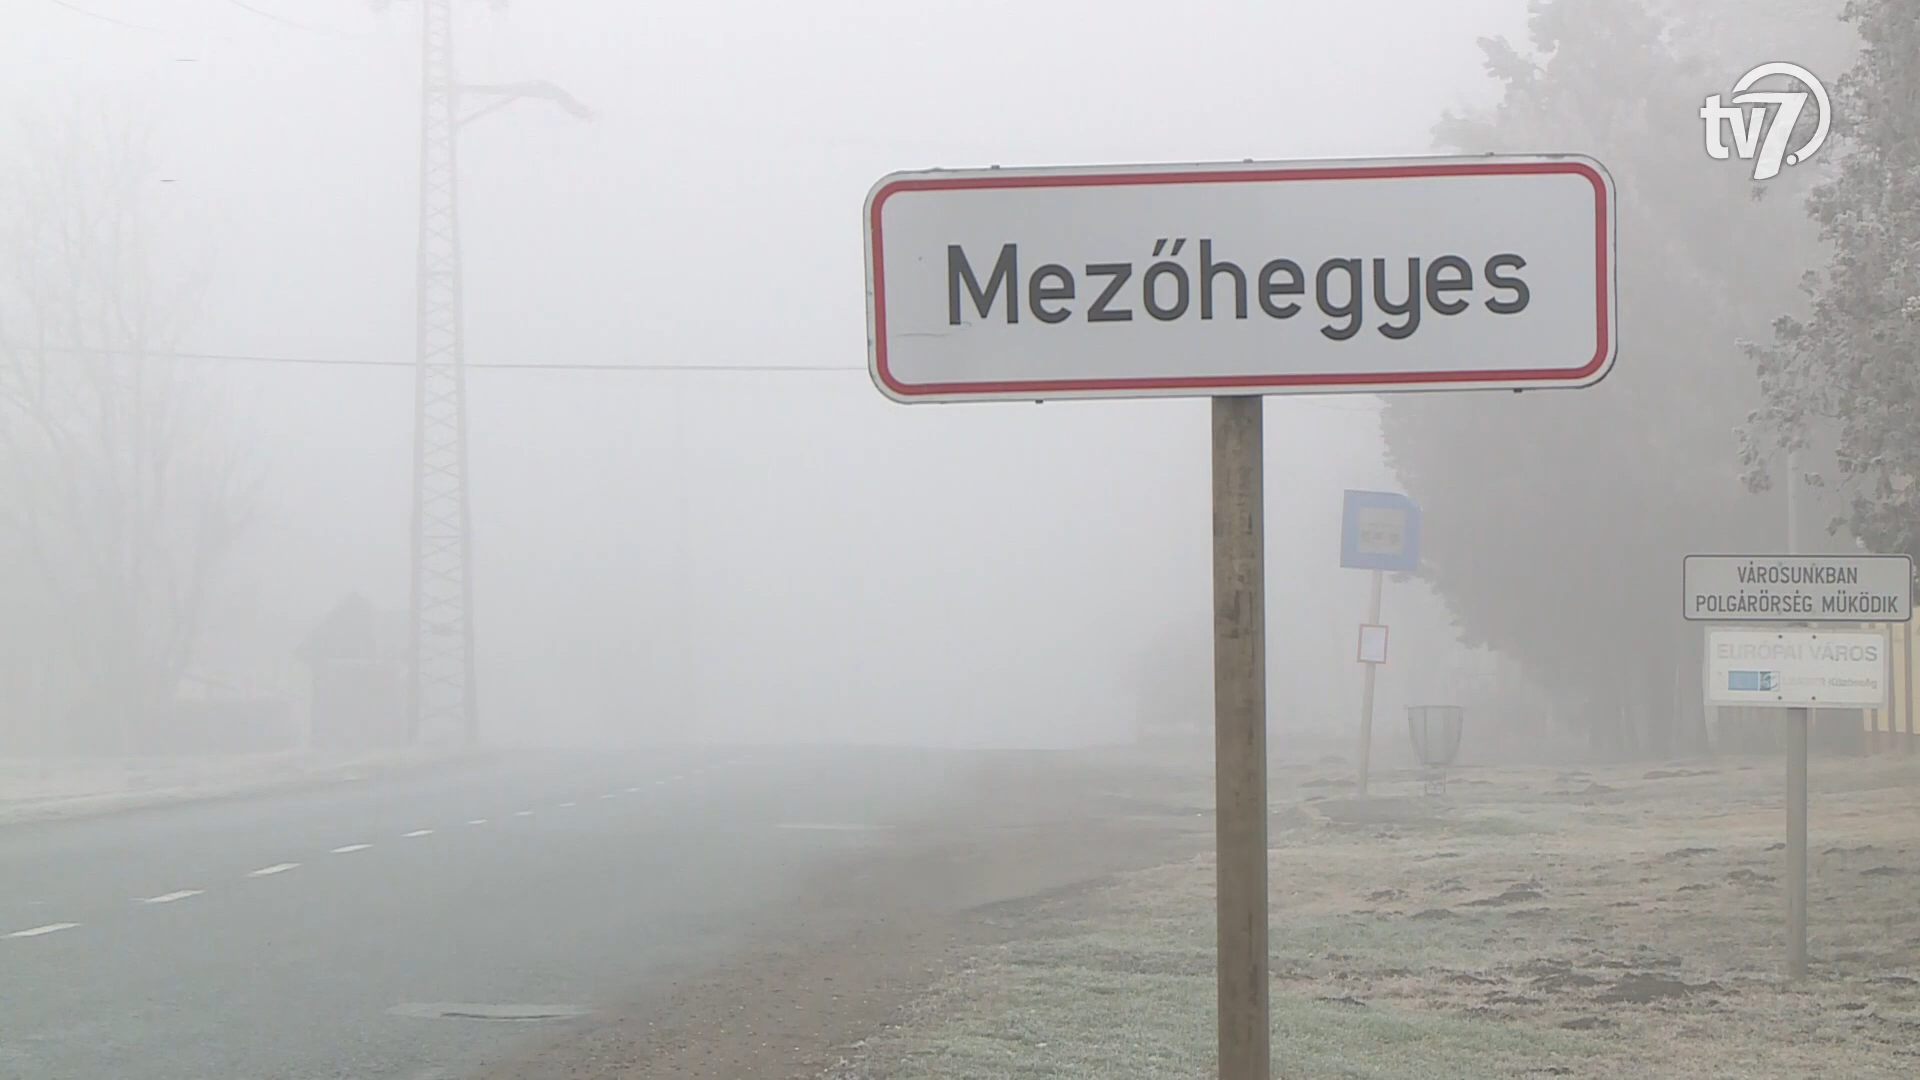 tv7
Mezőhegyes
VÁROSUNKBAN
POLGÁRŐRSÉG MŰKÖDIK
EURÓPAI VÁROS